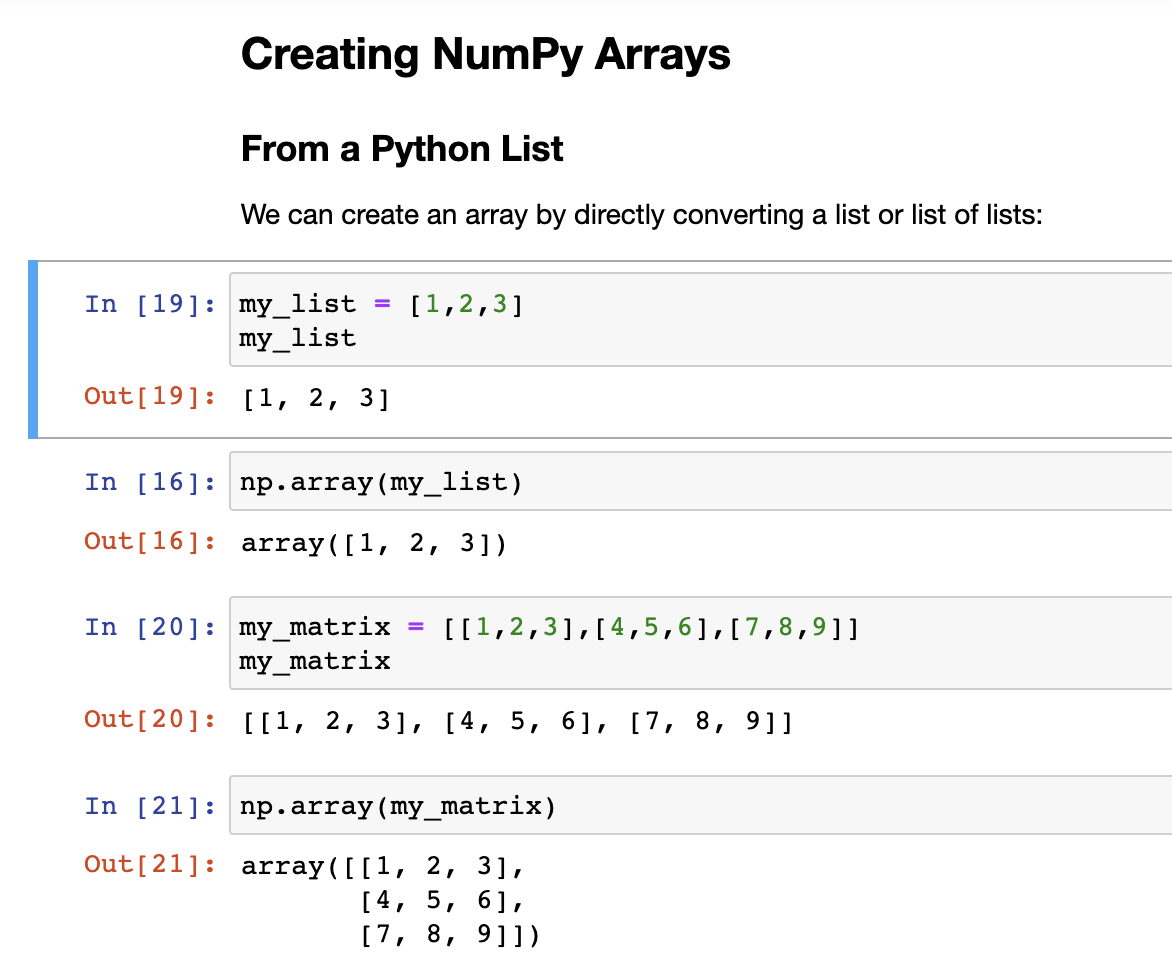 Creating NumPy Arrays
From a Python List
We can create an array by directly converting a list or list of lists:
In [19]: my_list = [1,2,3]
my_list
Out[19]: [1, 2, 3]
In [16]: np.array(my_list)
Out[16]: array([1, 2, 3])
In [20]: my_matrix = [[1,2,3],[4,5,6],[7,8,9]]
my_matrix
Out[20]: [[1, 2, 3], [4, 5, 6], [7, 8, 9]]
In [21]: np.array(my_matrix)
Out[21]: array([[1, 2, 3],
[4, 5, 6],
[7, 8, 9]])